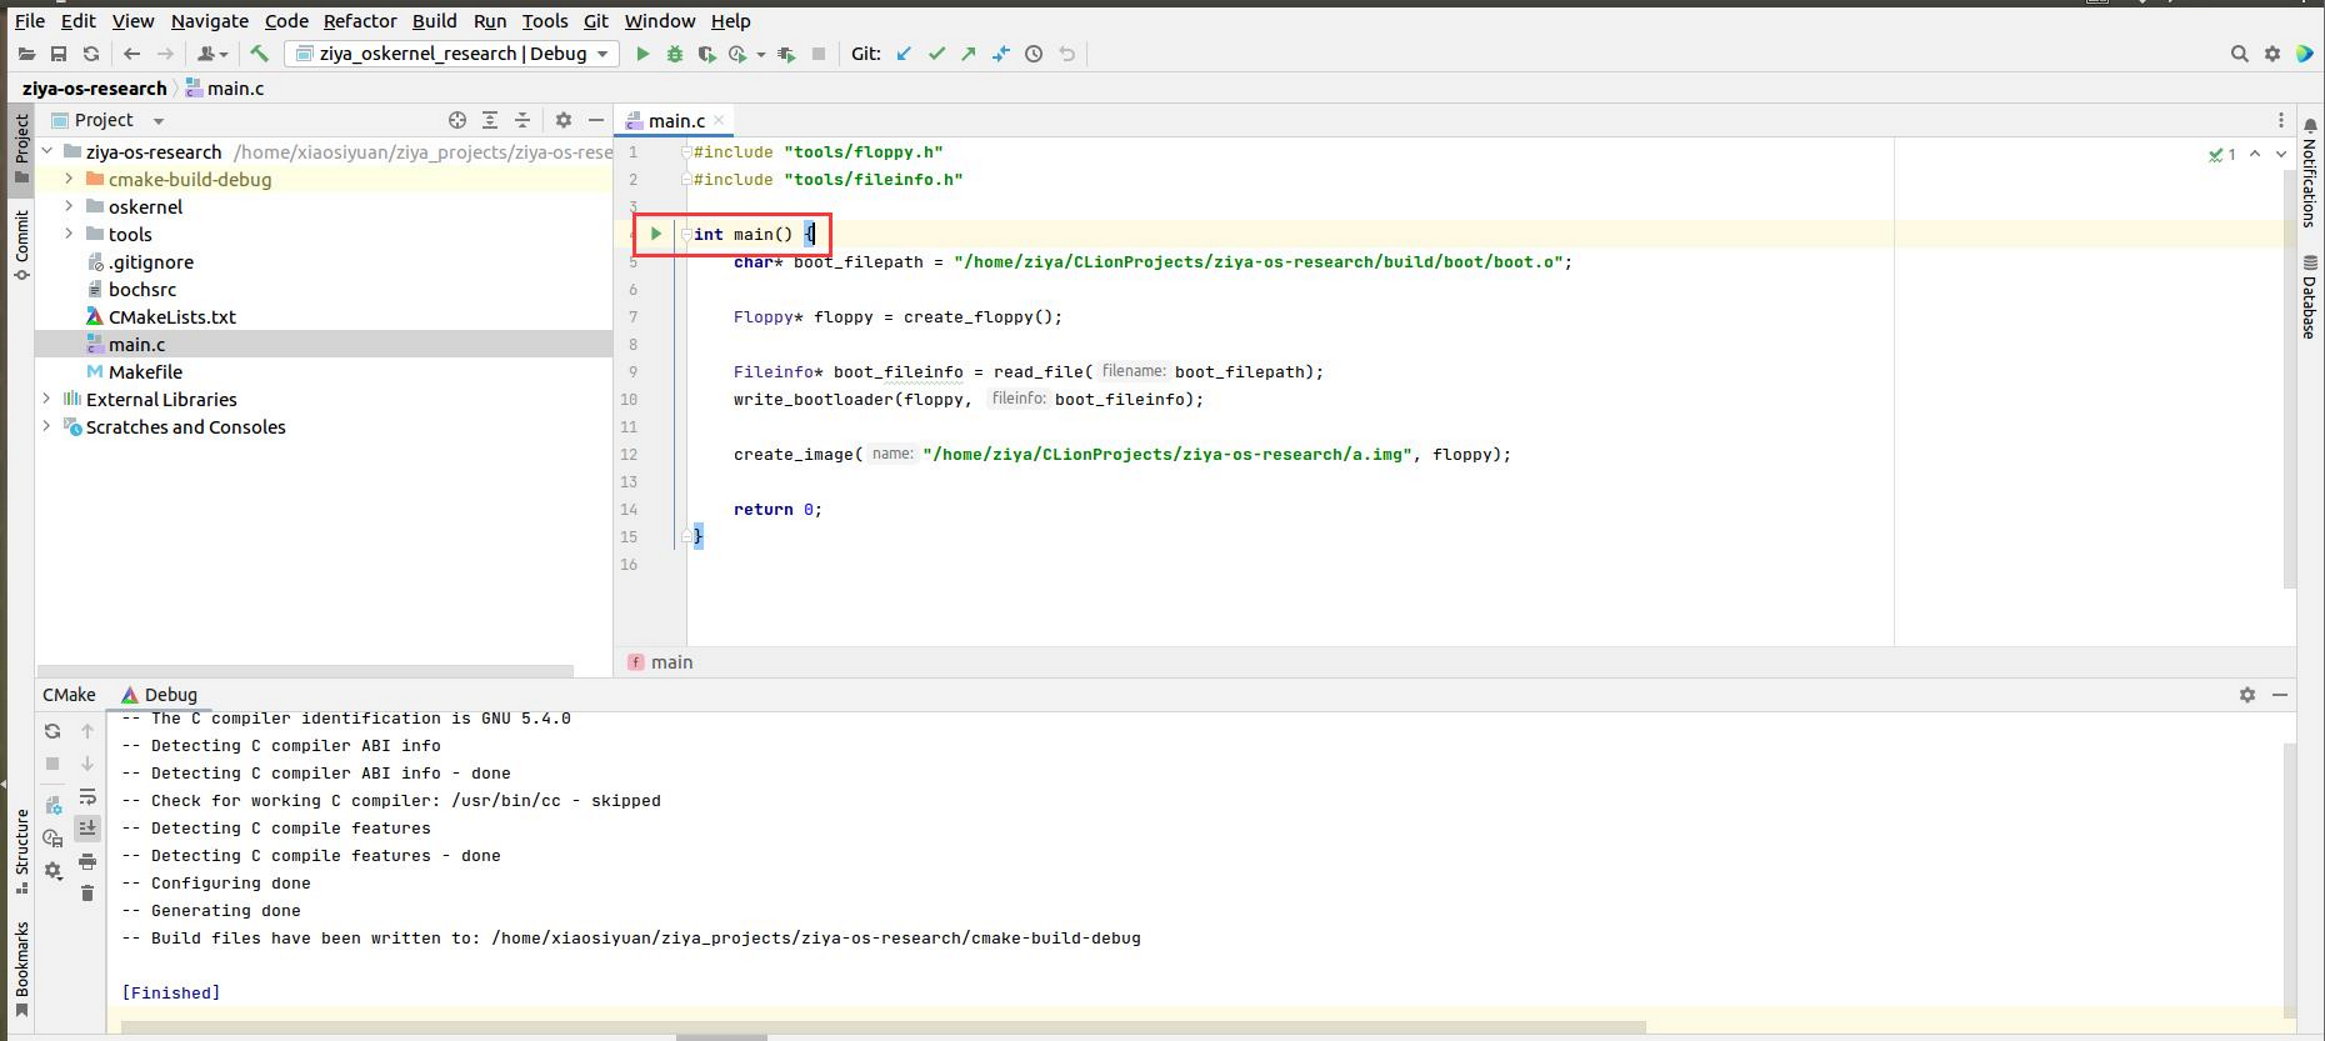 File Edit View Navigate Code Refactor Build Run Tools Git Window Help
ziya_oskernel_research | Debug Git:
ziya-os-research main.c
Project
Project
Commit
Structure
Bookmarks
ziya-os-research /home/xiaosiyuan/ziya_projects/ziya-os-rese
cmake-build-debug
oskernel
tools
.gitignore
bochsrc
CMakeLists.txt
main.c
Makefile
External Libraries
Scratches and Consoles
main.c
1 #include "tools/floppy.h"
2 #include "tools/fileinfo.h"
3
int main() {
5 char* boot_filepath = "/home/ziya/CLionProjects/ziya-os-research/build/boot/boot.o";
6
7 Floppy* floppy = create_floppy();
8
9 Fileinfo* boot_fileinfo = read_file( filename: boot_filepath);
10 write_bootloader(floppy, fileinfo: boot_fileinfo);
11
12 create_image( name: "/home/ziya/CLionProjects/ziya-os-research/a.img", floppy);
13
14 return 0;
15 }
16
1
f main
Notifications
Database
CMake Debug
-- The C compiler identification is GNU 5.4.0
-- Detecting C compiler ABI info
-- Detecting C compiler ABI info - done
-- Check for working C compiler: /usr/bin/cc - skipped
-- Detecting C compile features
-- Detecting C compile features - done
-- Configuring done
-- Generating done
-- Build files have been written to: /home/xiaosiyuan/ziya_projects/ziya-os-research/cmake-build-debug
[Finished]